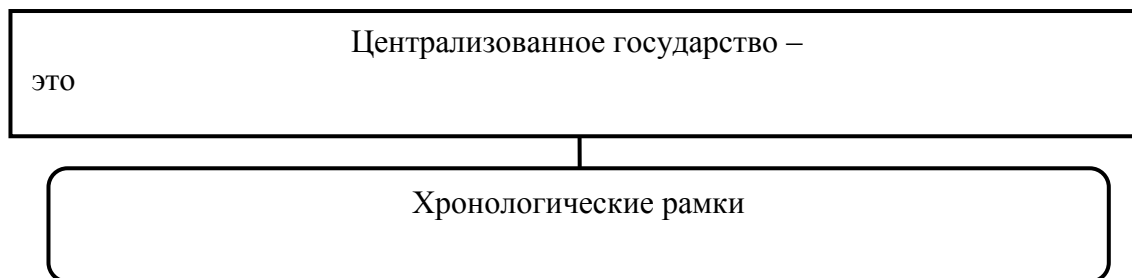 Централизованное государство –
это
Хронологические рамки